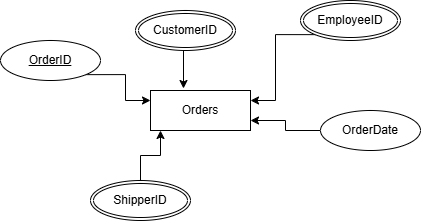 CustomerID
EmployeeID
OrderID
Orders
OrderDate
ShipperID